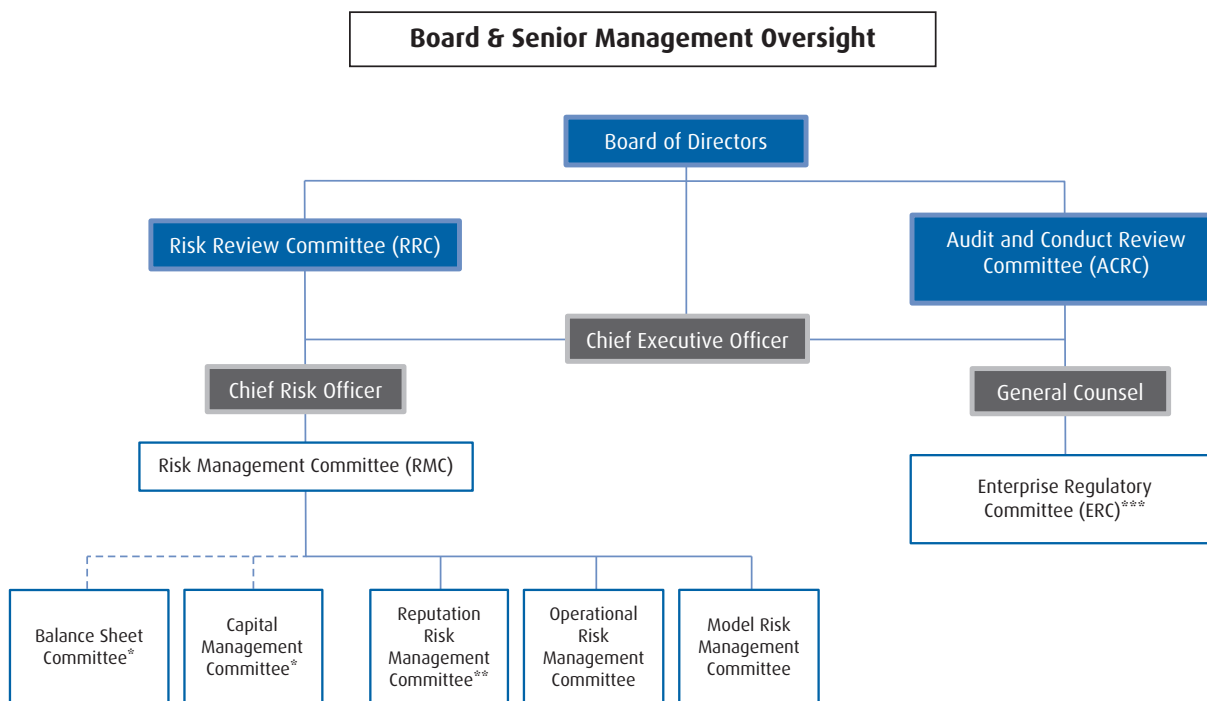 Board & Senior Management Oversight
Board of Directors
Risk Review Committee (RRC)
Audit and Conduct Review
Committee (ACRC)
Chief Executive Officer
Chief Risk Officer
General Counsel
Risk Management Committee (RMC)
Enterprise Regulatory
Committee (ERC)***
Balance Sheet
Committee*
Capital
Management
Committee*
Reputation
Risk
Management
Committee**
Operational
Risk
Management
Committee
Model Risk
Management
Committee